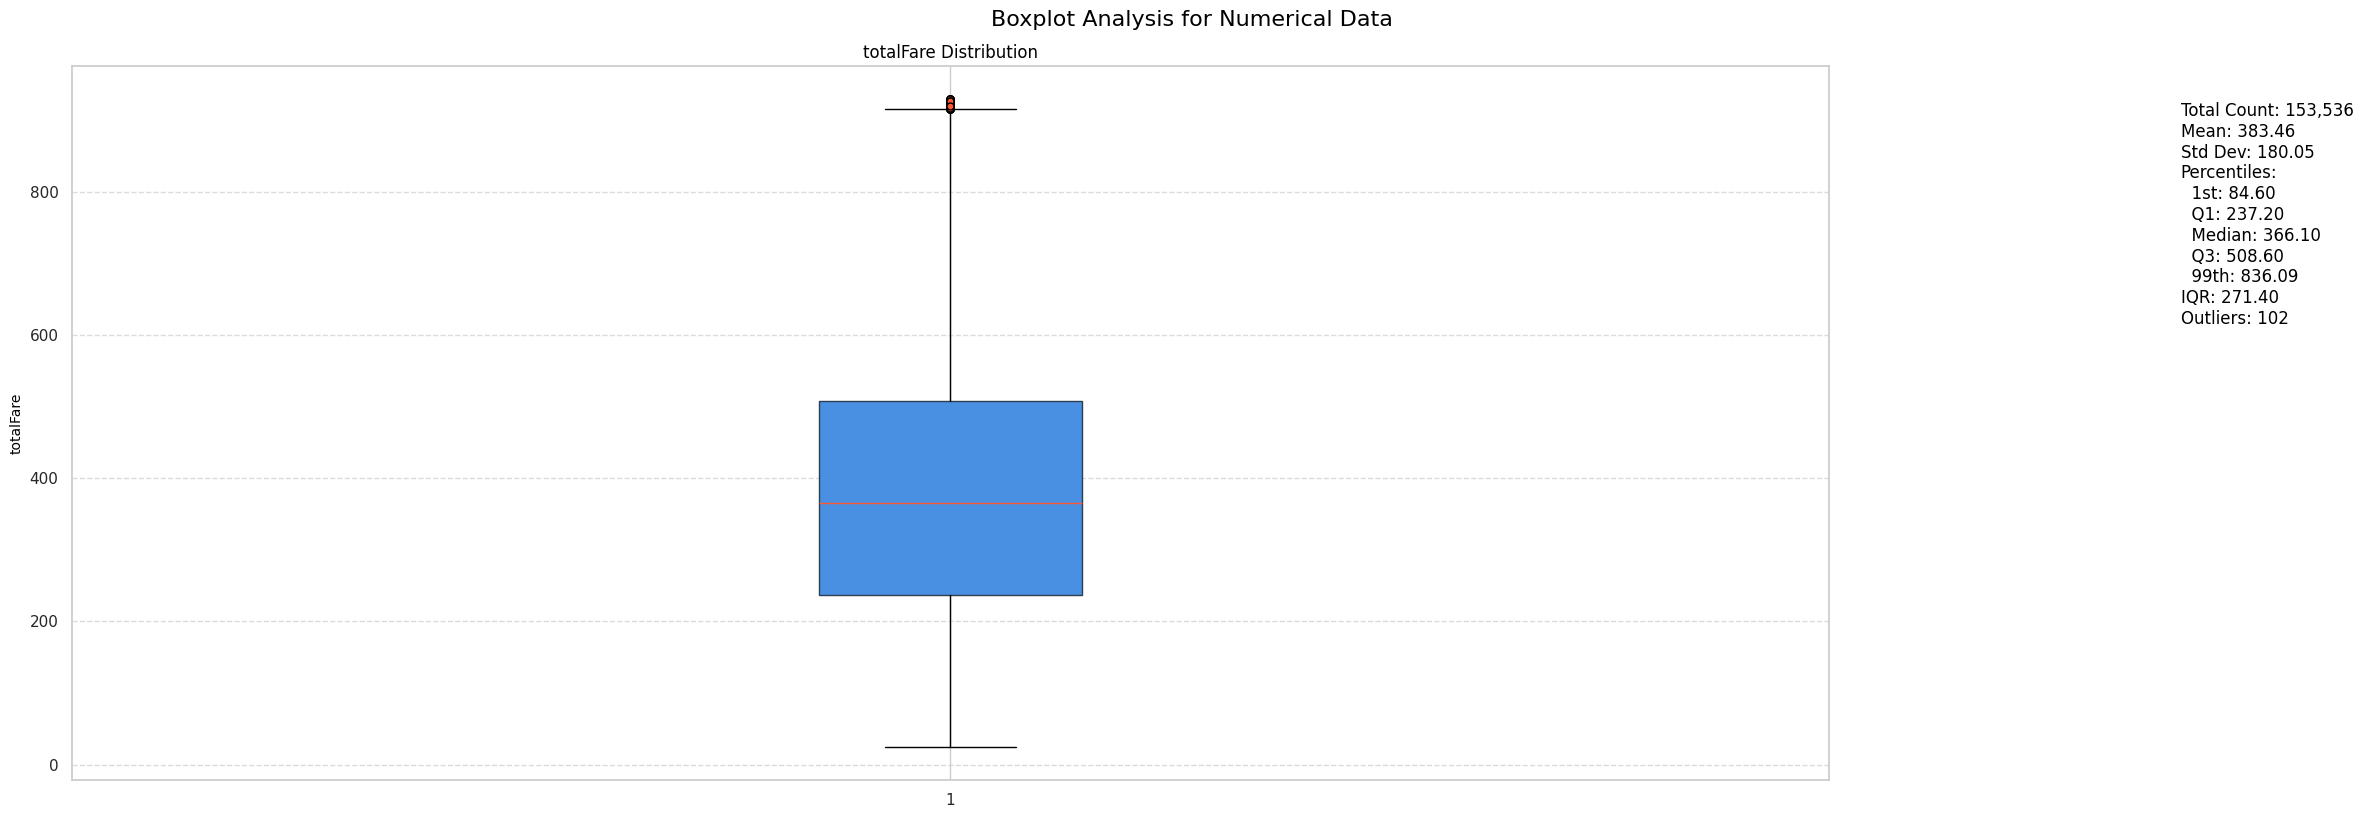 Boxplot Analysis for Numerical Data
totalFare Distribution
totalFare
800
600
400
200
0
1
Total Count: 153,536
Mean: 383.46
Std Dev: 180.05
Percentiles:
1st: 84.60
Q1: 237.20
Median: 366.10
Q3: 508.60
99th: 836.09
IQR: 271.40
Outliers: 102